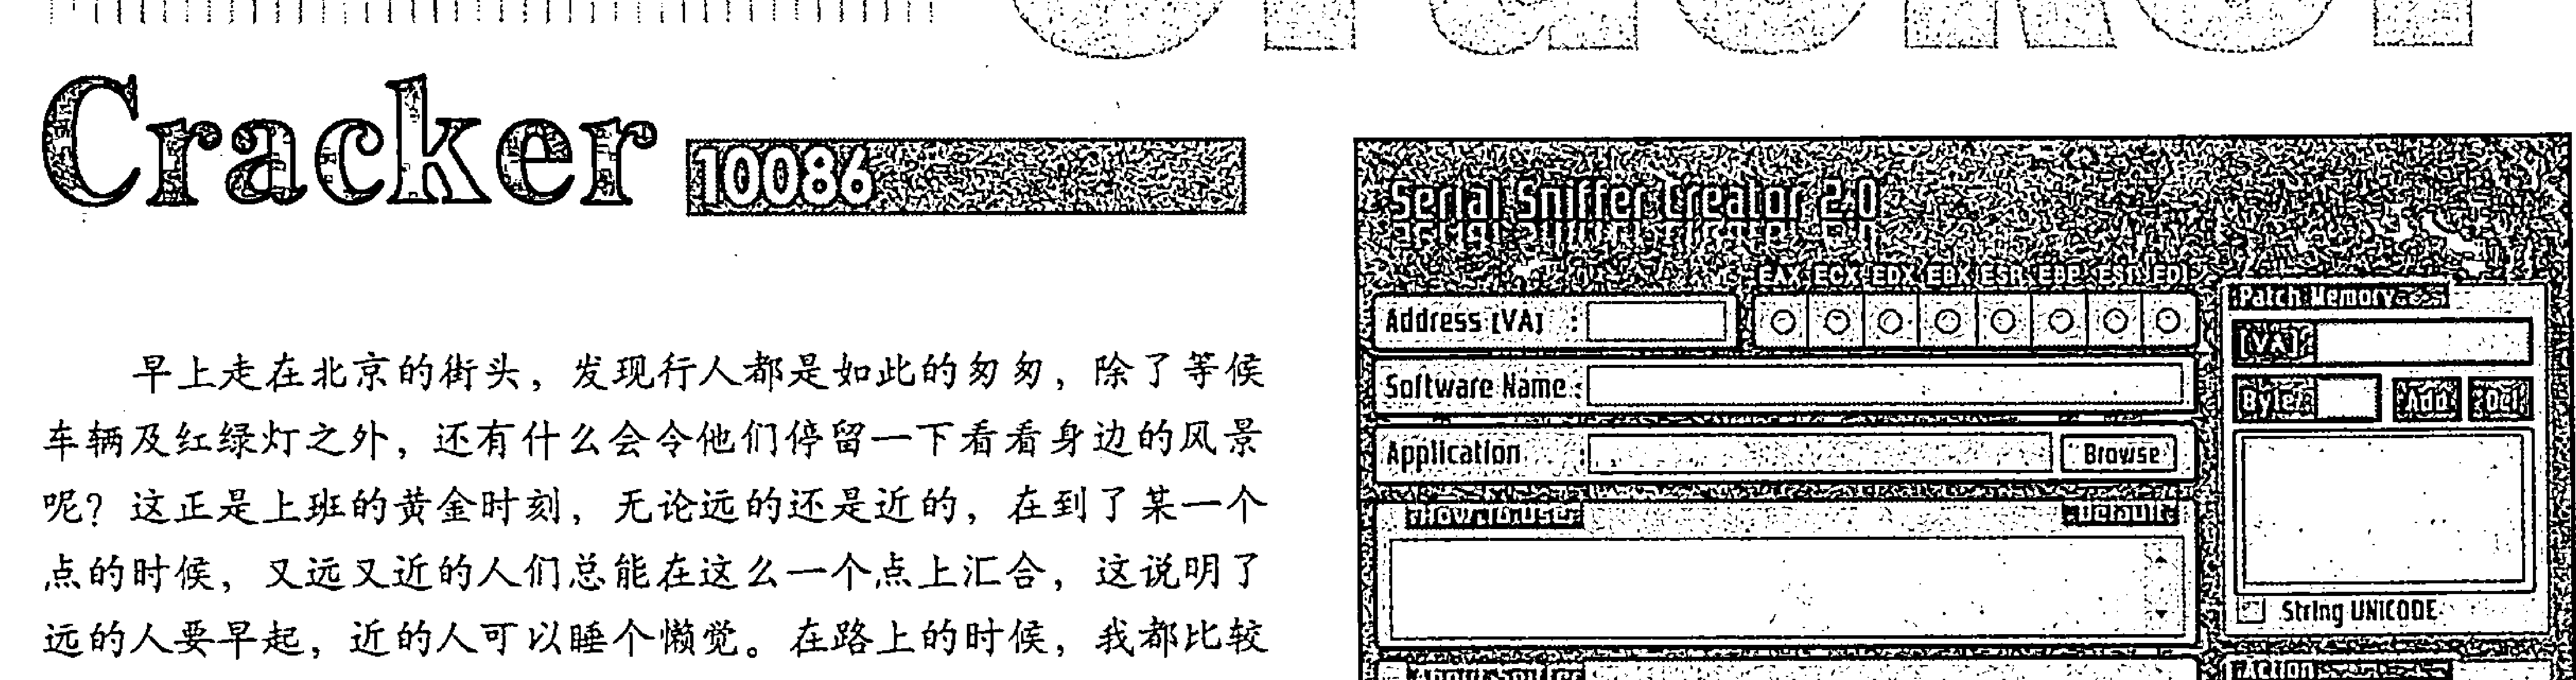 Cracker
10086
早上走在北京的街头，发现行人都是如此的匆匆，除了等候
车辆及红绿灯之外，还有什么会令他们停留一下看看身边的风景
呢？这正是上班的黄金时刻，无论远的还是近的，在到了某一个
点的时候，又远又近的人们总能在这么一个点上汇合，这说明了
远的人要早起，近的人可以睡个懒觉。在路上的时候，我都比较
Serial Sniffer Creator 2.0
EAX ECX EDX EBX ESP EBP ESI EDI
Address [VA] :
Software Name :
Application :
Browse
How To Use
Default
Patch Memory
[VA]:
Byte:
Add
Del
String UNICODE
Action